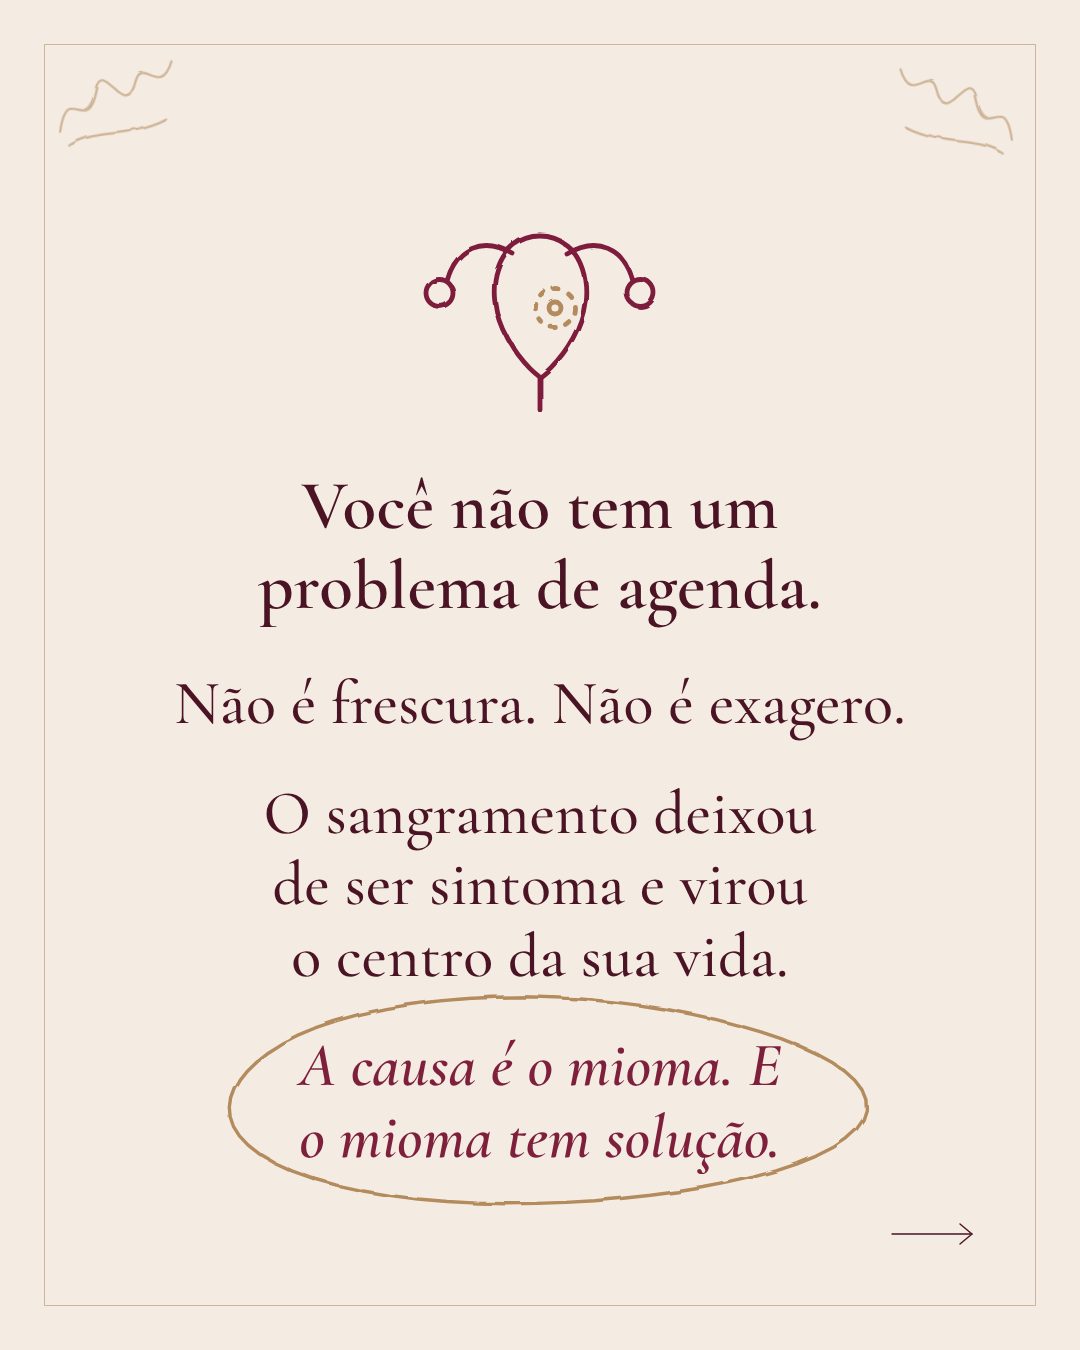 Você não tem um
problema de agenda.
Não é frescura. Não é exagero.
O sangramento deixou
de ser sintoma e virou
o centro da sua vida.
A causa é o mioma. E
o mioma tem solução.